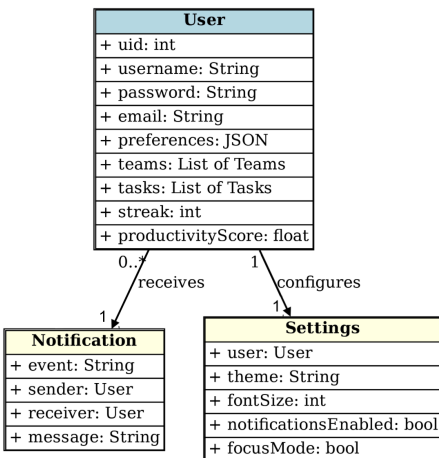 User
+ uid: int
+ username: String
+ password: String
+ email: String
+ preferences: JSON
+ teams: List of Teams
+ tasks: List of Tasks
+ streak: int
+ productivityScore: float
0..* 1
receives configures
1 1
Notification
+ event: String
+ sender: User
+ receiver: User
+ message: String
Settings
+ user: User
+ theme: String
+ fontSize: int
+ notificationsEnabled: bool
+ focusMode: bool